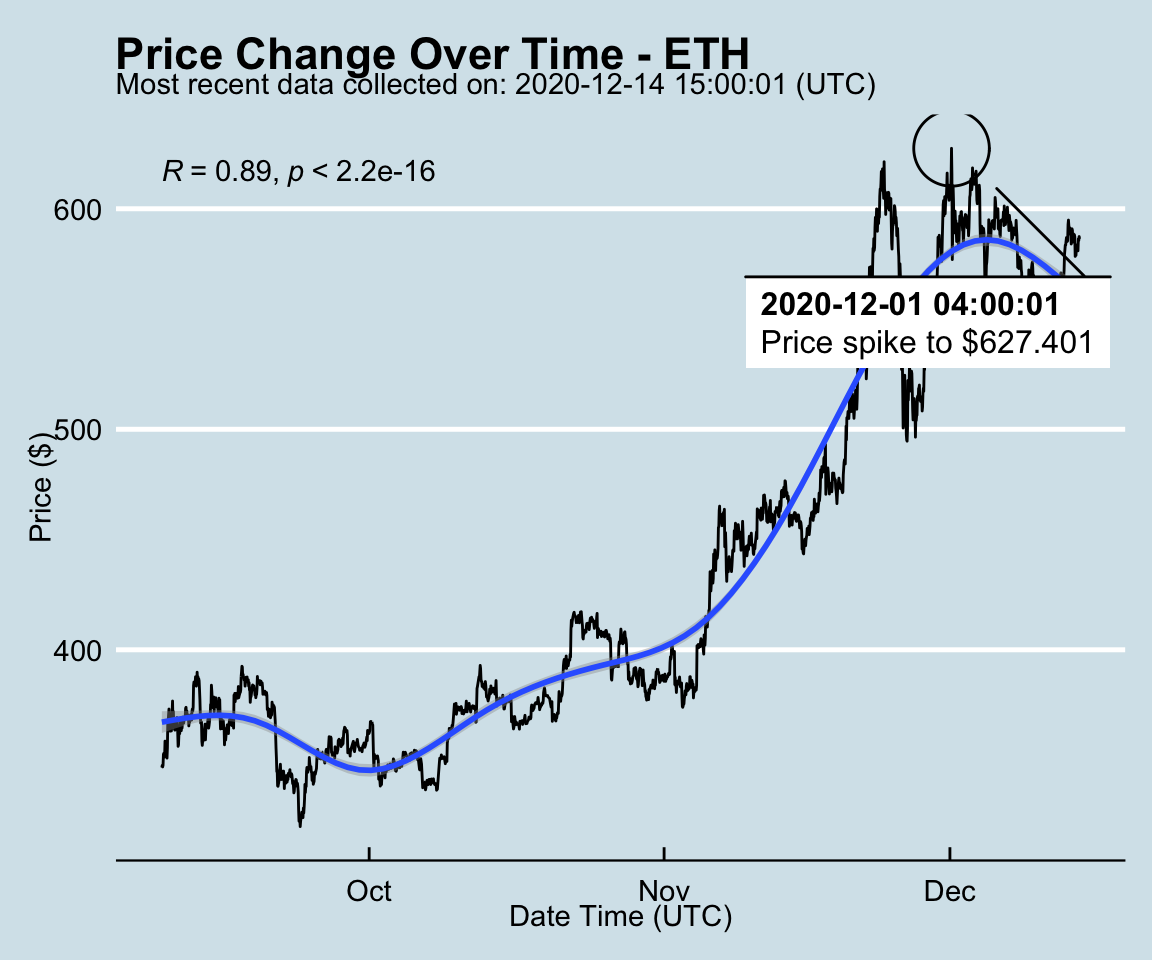 Price Change Over Time - ETH
Most recent data collected on: 2020-12-14 15:00:01 (UTC)
R = 0.89, p < 2.2e-16
600
2020-12-01 04:00:01
Price spike to $627.401
500
Price ($)
400
Oct
Nov
Dec
Date Time (UTC)